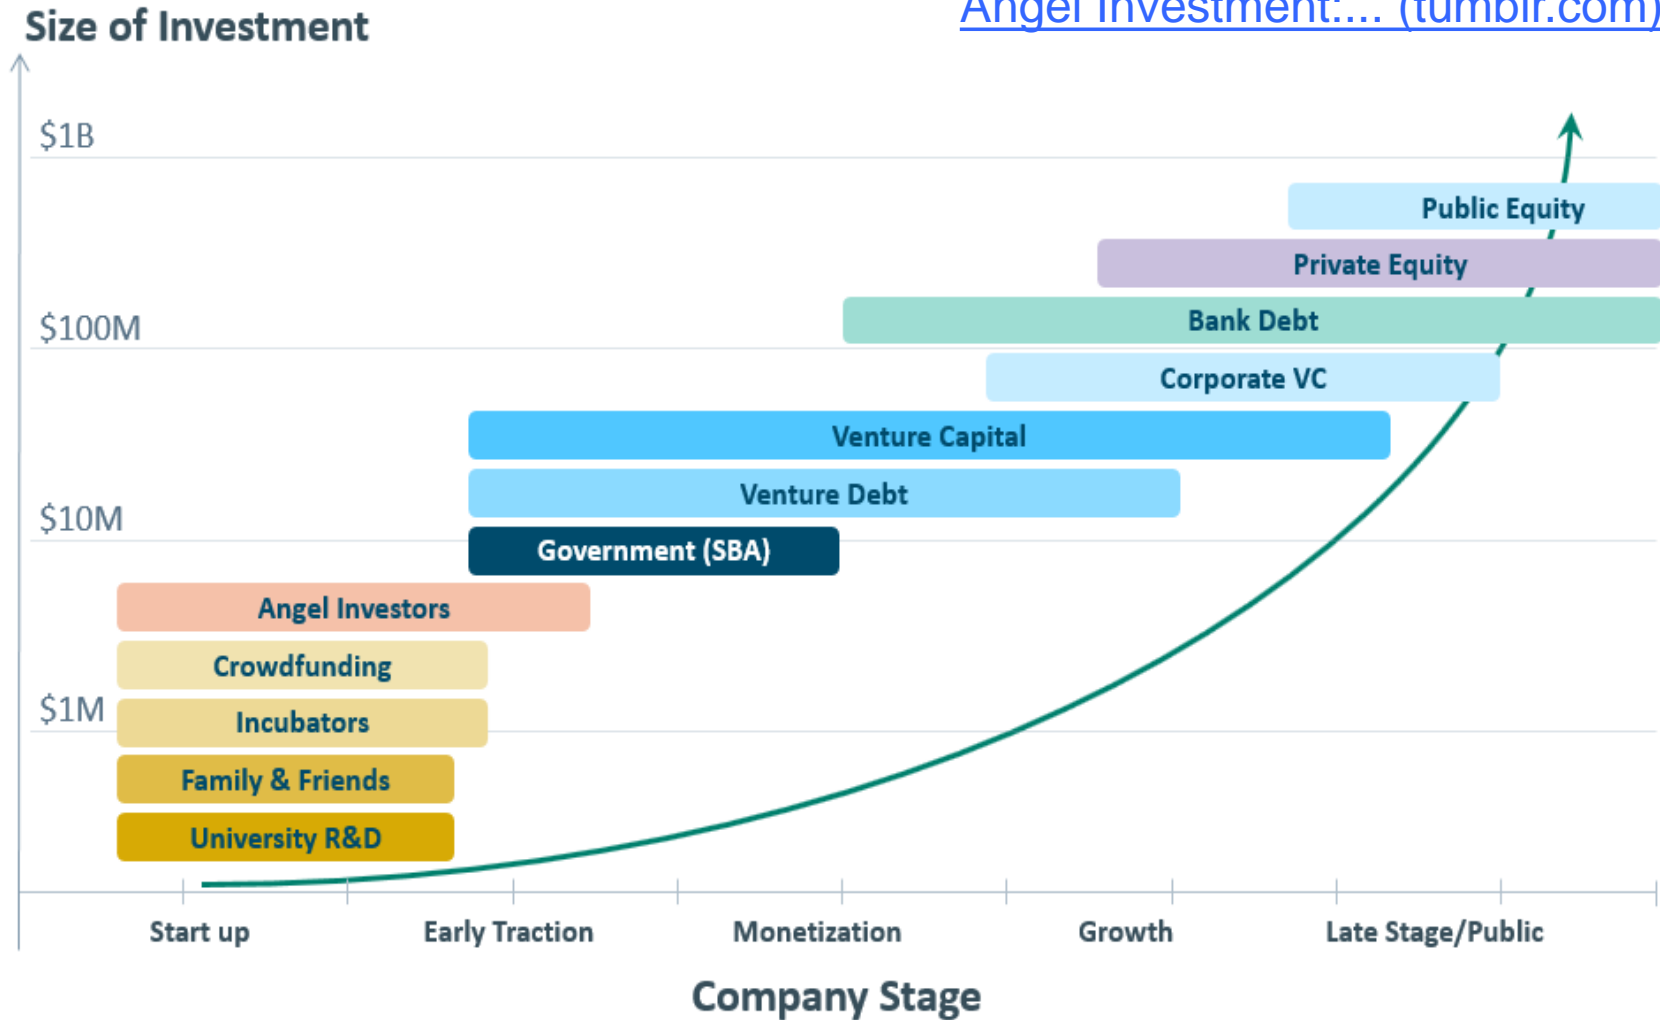 Size of Investment
Angel Investment:... (tumblr.com)
$1B
Public Equity
Private Equity
$100M
Bank Debt
Corporate VC
Venture Capital
Venture Debt
$10M
Government (SBA)
Angel Investors
Crowdfunding
$1M
Incubators
Family & Friends
University R&D
Start up
Early Traction
Monetization
Growth
Late Stage/Public
Company Stage